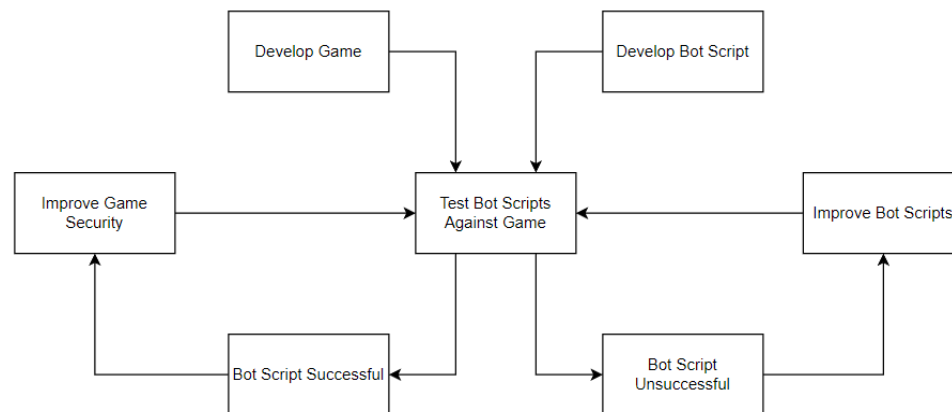 Develop Game
Develop Bot Script
Improve Game
Security
Test Bot Scripts
Against Game
Improve Bot Scripts
Bot Script Successful
Bot Script
Unsuccessful